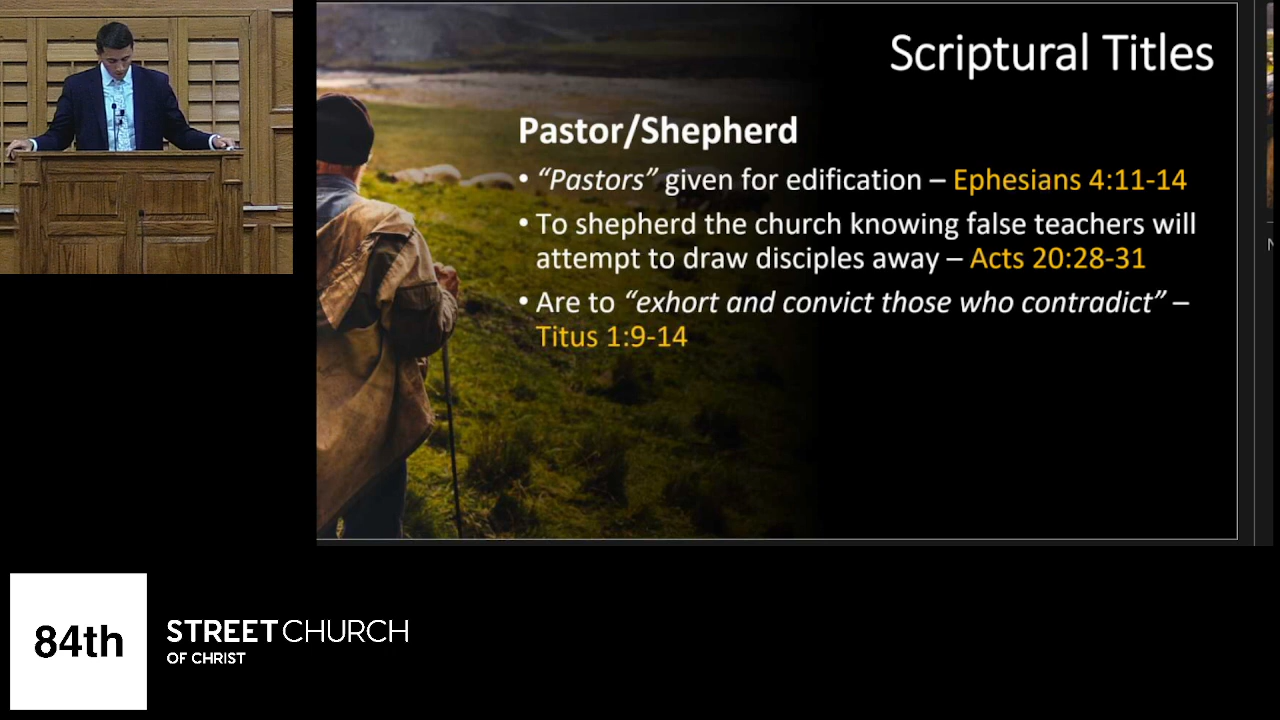 Scriptural Titles
Pastor/Shepherd
• “Pastors” given for edification – Ephesians 4:11-14
• To shepherd the church knowing false teachers will
attempt to draw disciples away – Acts 20:28-31
• Are to “exhort and convict those who contradict” –
Titus 1:9-14
84th
STREET CHURCH
OF CHRIST